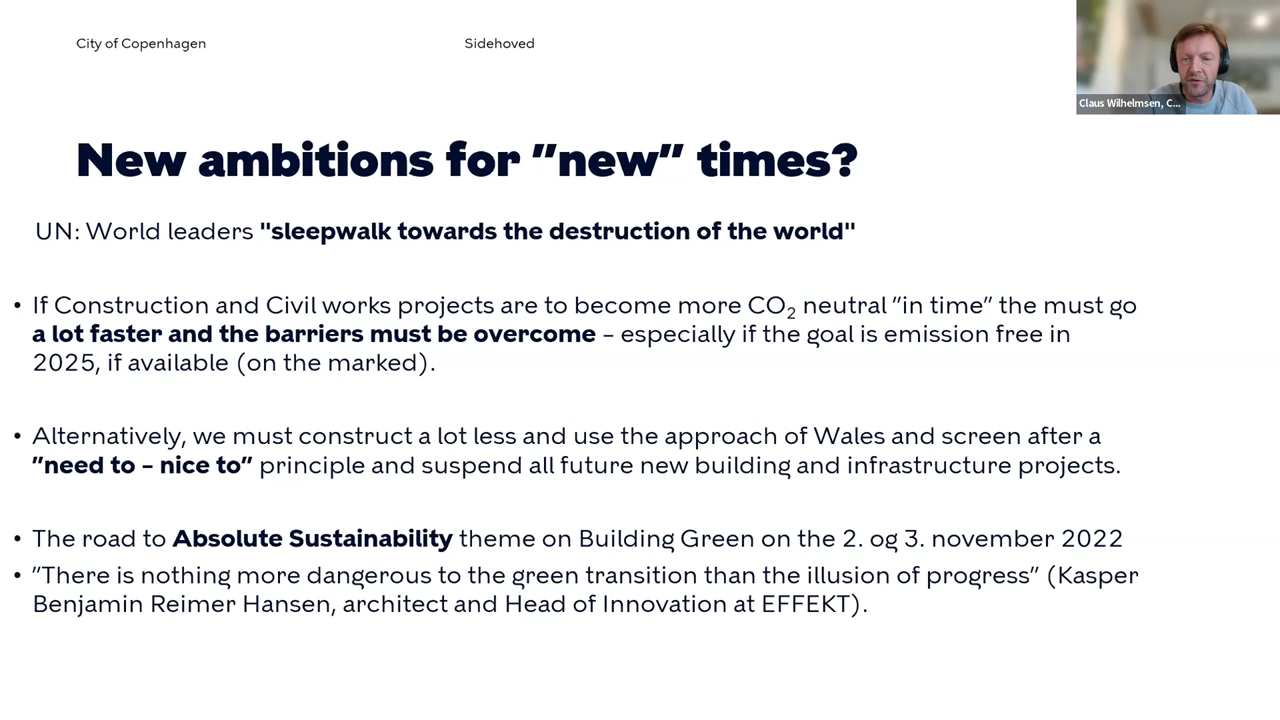 City of Copenhagen
Sidehoved
Claus Wilhelmsen, C...
New ambitions for ”new” times?
UN: World leaders "sleepwalk towards the destruction of the world"
• If Construction and Civil works projects are to become more CO₂ neutral ”in time” the must go
a lot faster and the barriers must be overcome – especially if the goal is emission free in
2025, if available (on the marked).
• Alternatively, we must construct a lot less and use the approach of Wales and screen after a
”need to – nice to” principle and suspend all future new building and infrastructure projects.
• The road to Absolute Sustainability theme on Building Green on the 2. og 3. november 2022
• ”There is nothing more dangerous to the green transition than the illusion of progress” (Kasper
Benjamin Reimer Hansen, architect and Head of Innovation at EFFEKT).